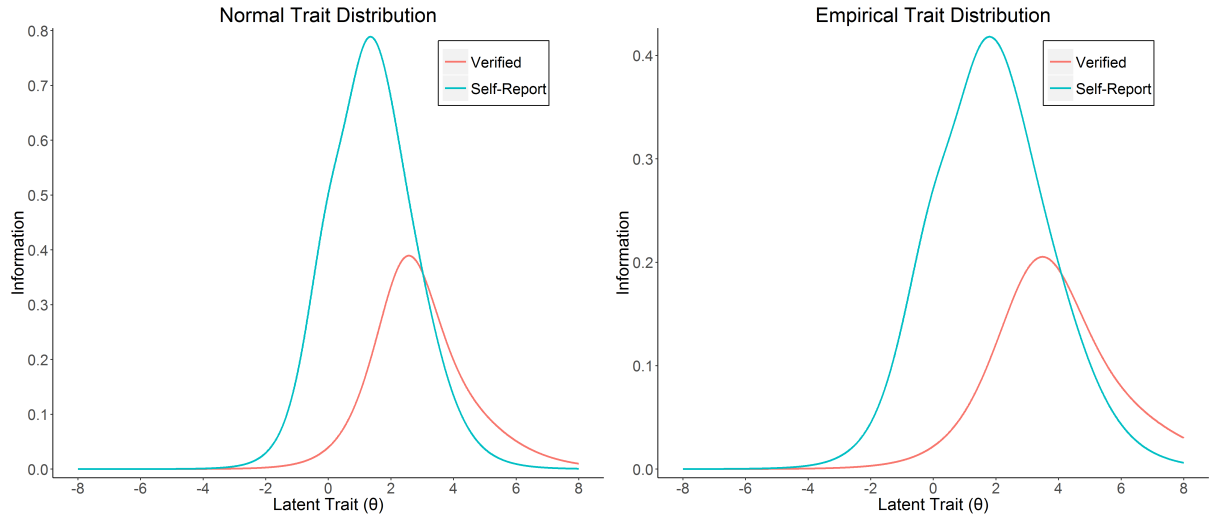 Normal Trait Distribution
Verified
Self-Report
0.8
0.7
0.6
0.5
0.4
0.3
0.2
0.1
0.0
Information
-8 -6 -4 -2 0 2 4 6 8
Latent Trait (θ)
Empirical Trait Distribution
Verified
Self-Report
0.4
0.3
0.2
0.1
0.0
Information
-8 -6 -4 -2 0 2 4 6 8
Latent Trait (θ)